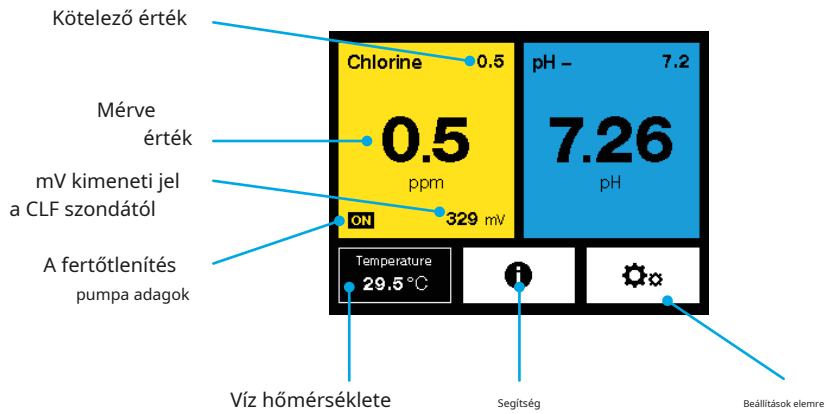 Kötelező érték
Chlorine 0.5
pH – 7.2
Mérve
érték
0.5
ppm
7.26
pH
mV kimeneti jel
a CLF szondától
ON 329 mV
A fertőtlenítés
pumpa adagok
Temperature
29.5 °C
Víz hőmérséklete
Segítség
Beállítások elemre